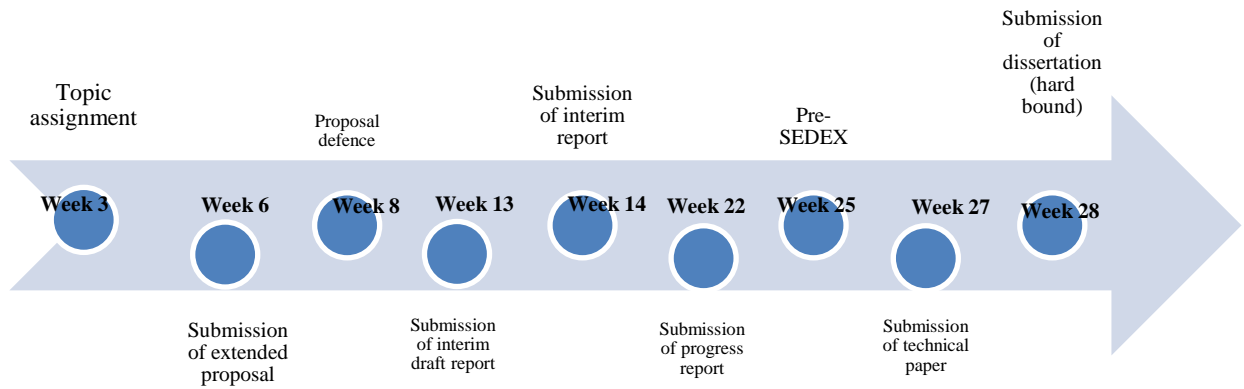 Topic
assignment
Week 3
Week 6
Submission
of extended
proposal
Proposal
defence
Week 8
Week 13
Submission
of interim
draft report
Submission
of interim
report
Week 14
Week 22
Submission
of progress
report
Pre-
SEDEX
Week 25
Week 27
Submission
of technical
paper
Submission
of
dissertation
(hard
bound)
Week 28